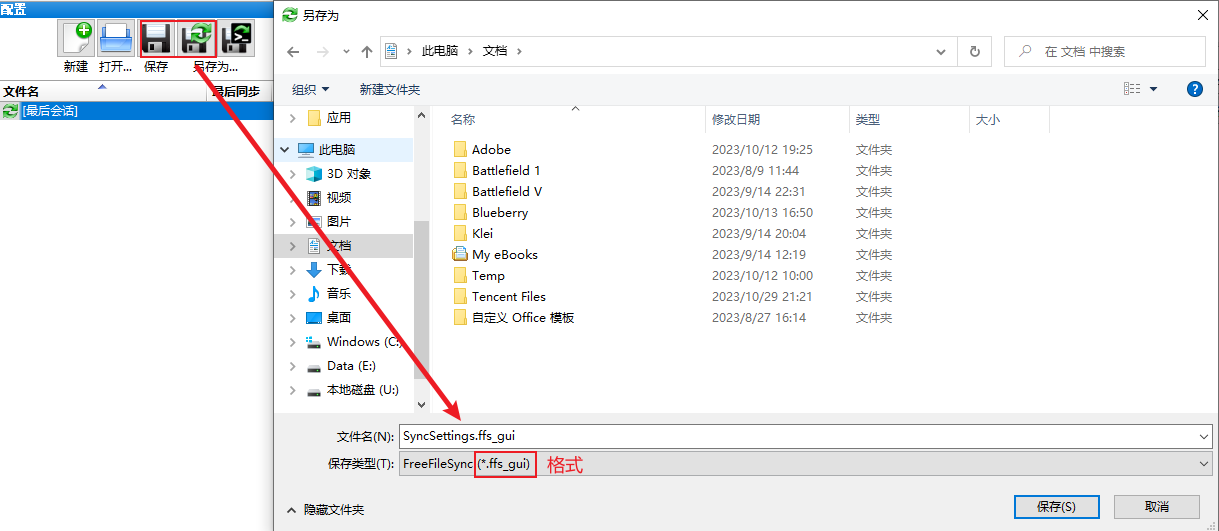 配置
新建 打开... 保存 另存为...
文件名 最后同步
[最后会话]
另存为
此电脑 文档
在 文档 中搜索
组织 新建文件夹
应用
此电脑
3D 对象
视频
图片
文档
下载
音乐
桌面
Windows (C:)
Data (E:)
本地磁盘 (U:)
名称 修改日期 类型 大小
Adobe 2023/10/12 19:25 文件夹
Battlefield 1 2023/8/9 11:44 文件夹
Battlefield V 2023/9/14 22:31 文件夹
Blueberry 2023/10/13 16:50 文件夹
Klei 2023/9/14 20:04 文件夹
My eBooks 2023/9/14 12:19 文件夹
Temp 2023/10/12 10:00 文件夹
Tencent Files 2023/10/29 21:21 文件夹
自定义 Office 模板 2023/8/27 16:14 文件夹
文件名(N): SyncSettings.ffs_gui
保存类型(T): FreeFileSync (*.ffs_gui) 格式
隐藏文件夹 保存(S) 取消